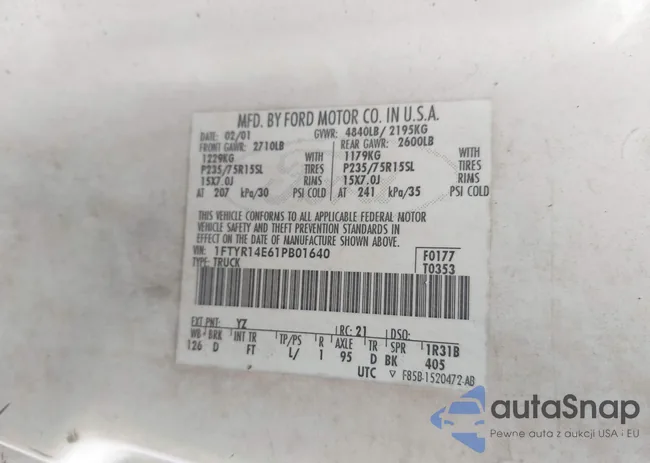 MFD. BY FORD MOTOR CO. IN U.S.A.
DATE: 02/01 GVWR: 4840LB/ 2195KG
FRONT GAWR: 2710LB REAR GAWR: 2600LB
1229KG WITH 1179KG WITH
P235/75R15SL TIRES P235/75R15SL TIRES
15X7.0J RIMS 15X7.0J RIMS
AT 207 kPa/30 PSI COLD AT 241 kPa/35 PSI COLD
THIS VEHICLE CONFORMS TO ALL APPLICABLE FEDERAL MOTOR
VEHICLE SAFETY AND THEFT PREVENTION STANDARDS IN
EFFECT ON THE DATE OF MANUFACTURE SHOWN ABOVE.
VIN: 1FTYR14E61PB01640 F0177
TYPE: TRUCK T0353
EXT PNT: YZ RC: 21 DSO:
WB BRK INT TR TP/PS R AXLE TR SPR 1R31B
126 D FT L/ 1 95 D BK 405
UTC ▽ F85B-1520472-AB
autoSnap
Pewne auta z aukcji USA i EU